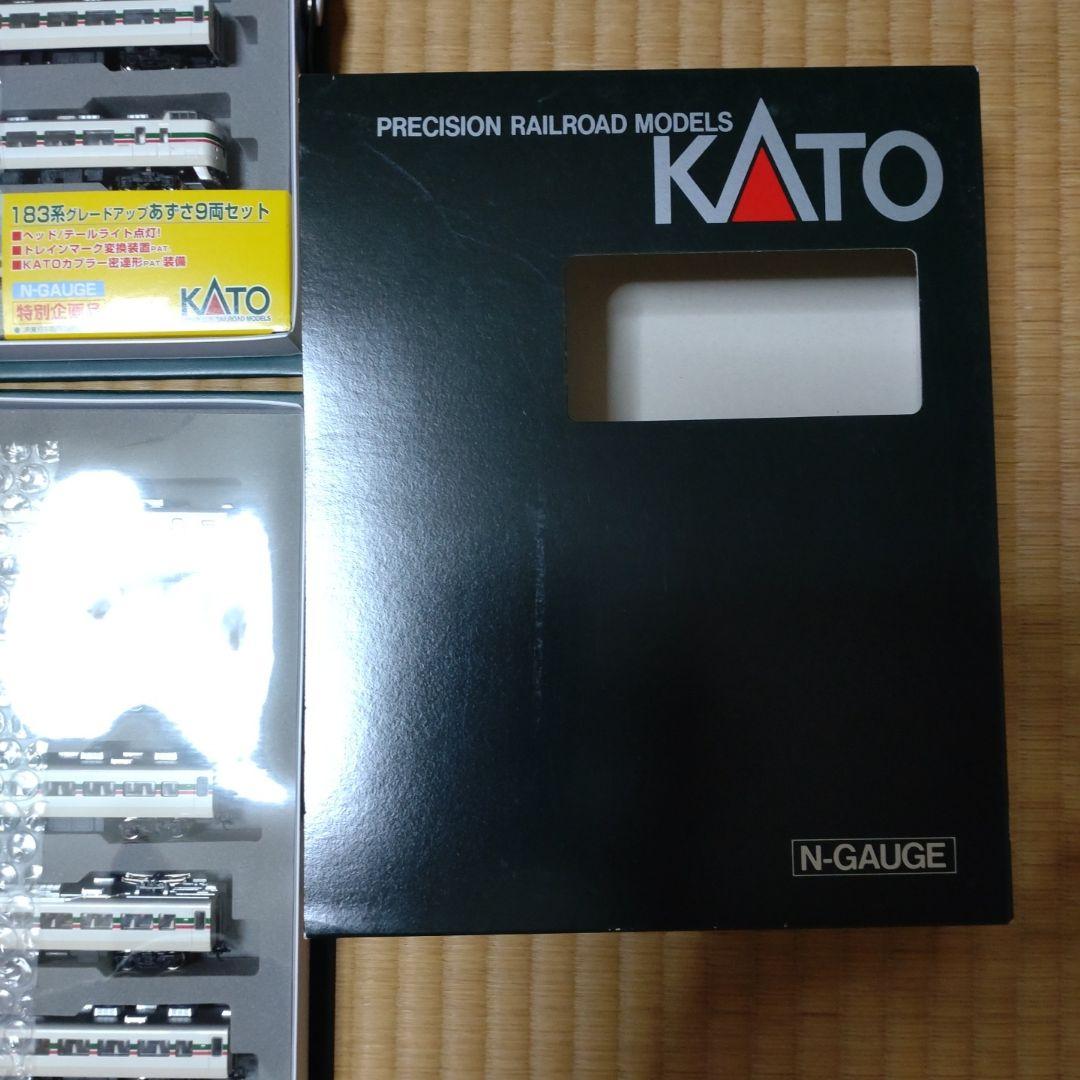 PRECISION RAILROAD MODELS
KATO
183系グレードアップあずさ9両セット
■ヘッド/テールライト点灯!
■トレインマーク変換装置PAT.
■KATOカプラー密連形PAT.装備
N-GAUGE
特別企画品
KATO
PRECISION RAILROAD MODELS
N-GAUGE